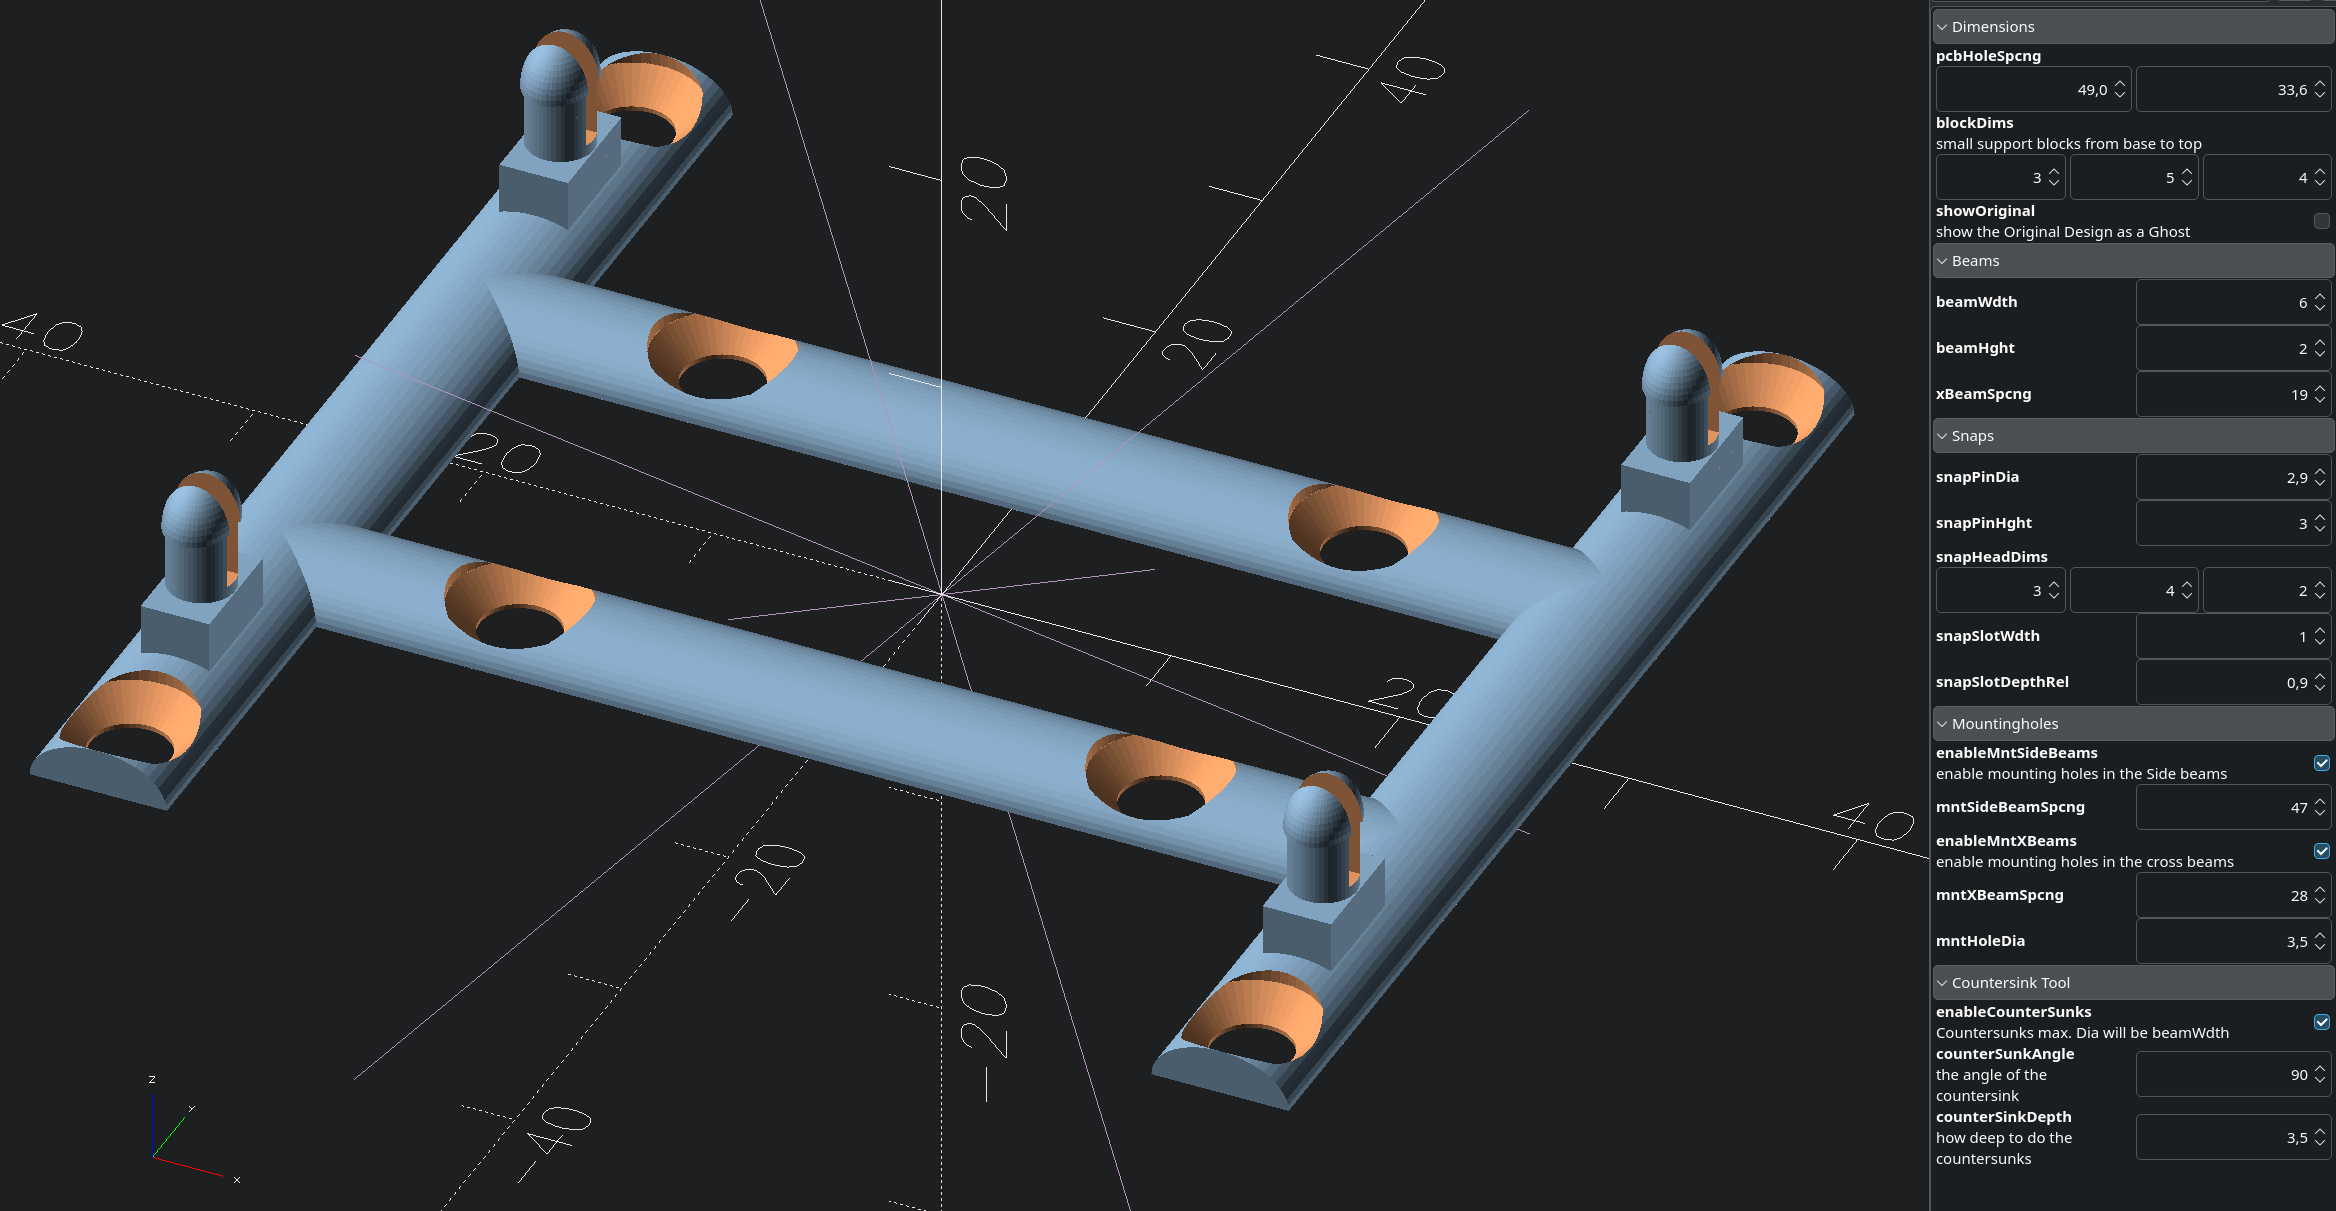 40
20
20
40
20
20
40
-20
-20
-40
z
y
x
Dimensions
pcbHoleSpcng
49,0 33,6
blockDims
small support blocks from base to top
3 5 4
showOriginal
show the Original Design as a Ghost
Beams
beamWdth 6
beamHght 2
xBeamSpcng 19
Snaps
snapPinDia 2,9
snapPinHght 3
snapHeadDims
3 4 2
snapSlotWdth 1
snapSlotDepthRel 0,9
Mountingholes
enableMntSideBeams
enable mounting holes in the Side beams
mntSideBeamSpcng 47
enableMntXBeams
enable mounting holes in the cross beams
mntXBeamSpcng 28
mntHoleDia 3,5
Countersink Tool
enableCounterSunks
Countersunks max. Dia will be beamWdth
counterSunkAngle
the angle of the 90
countersink
counterSinkDepth
how deep to do the 3,5
countersunks